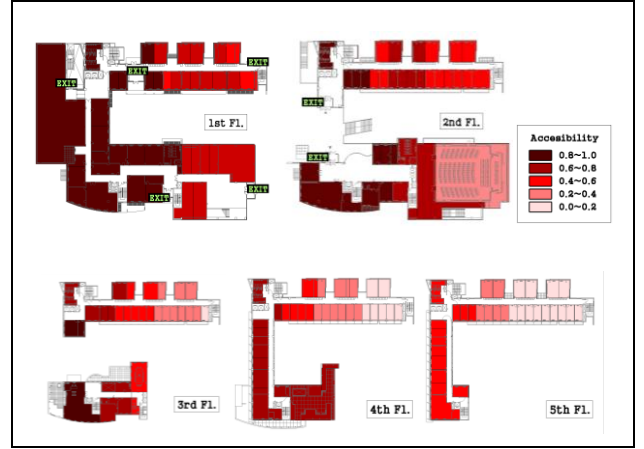 EXIT
EXIT
EXIT
EXIT
EXIT
1st Fl.
EXIT
EXIT
2nd Fl.
Accesibility
0.8~1.0
0.6~0.8
0.4~0.6
0.2~0.4
0.0~0.2
3rd Fl.
4th Fl.
5th Fl.